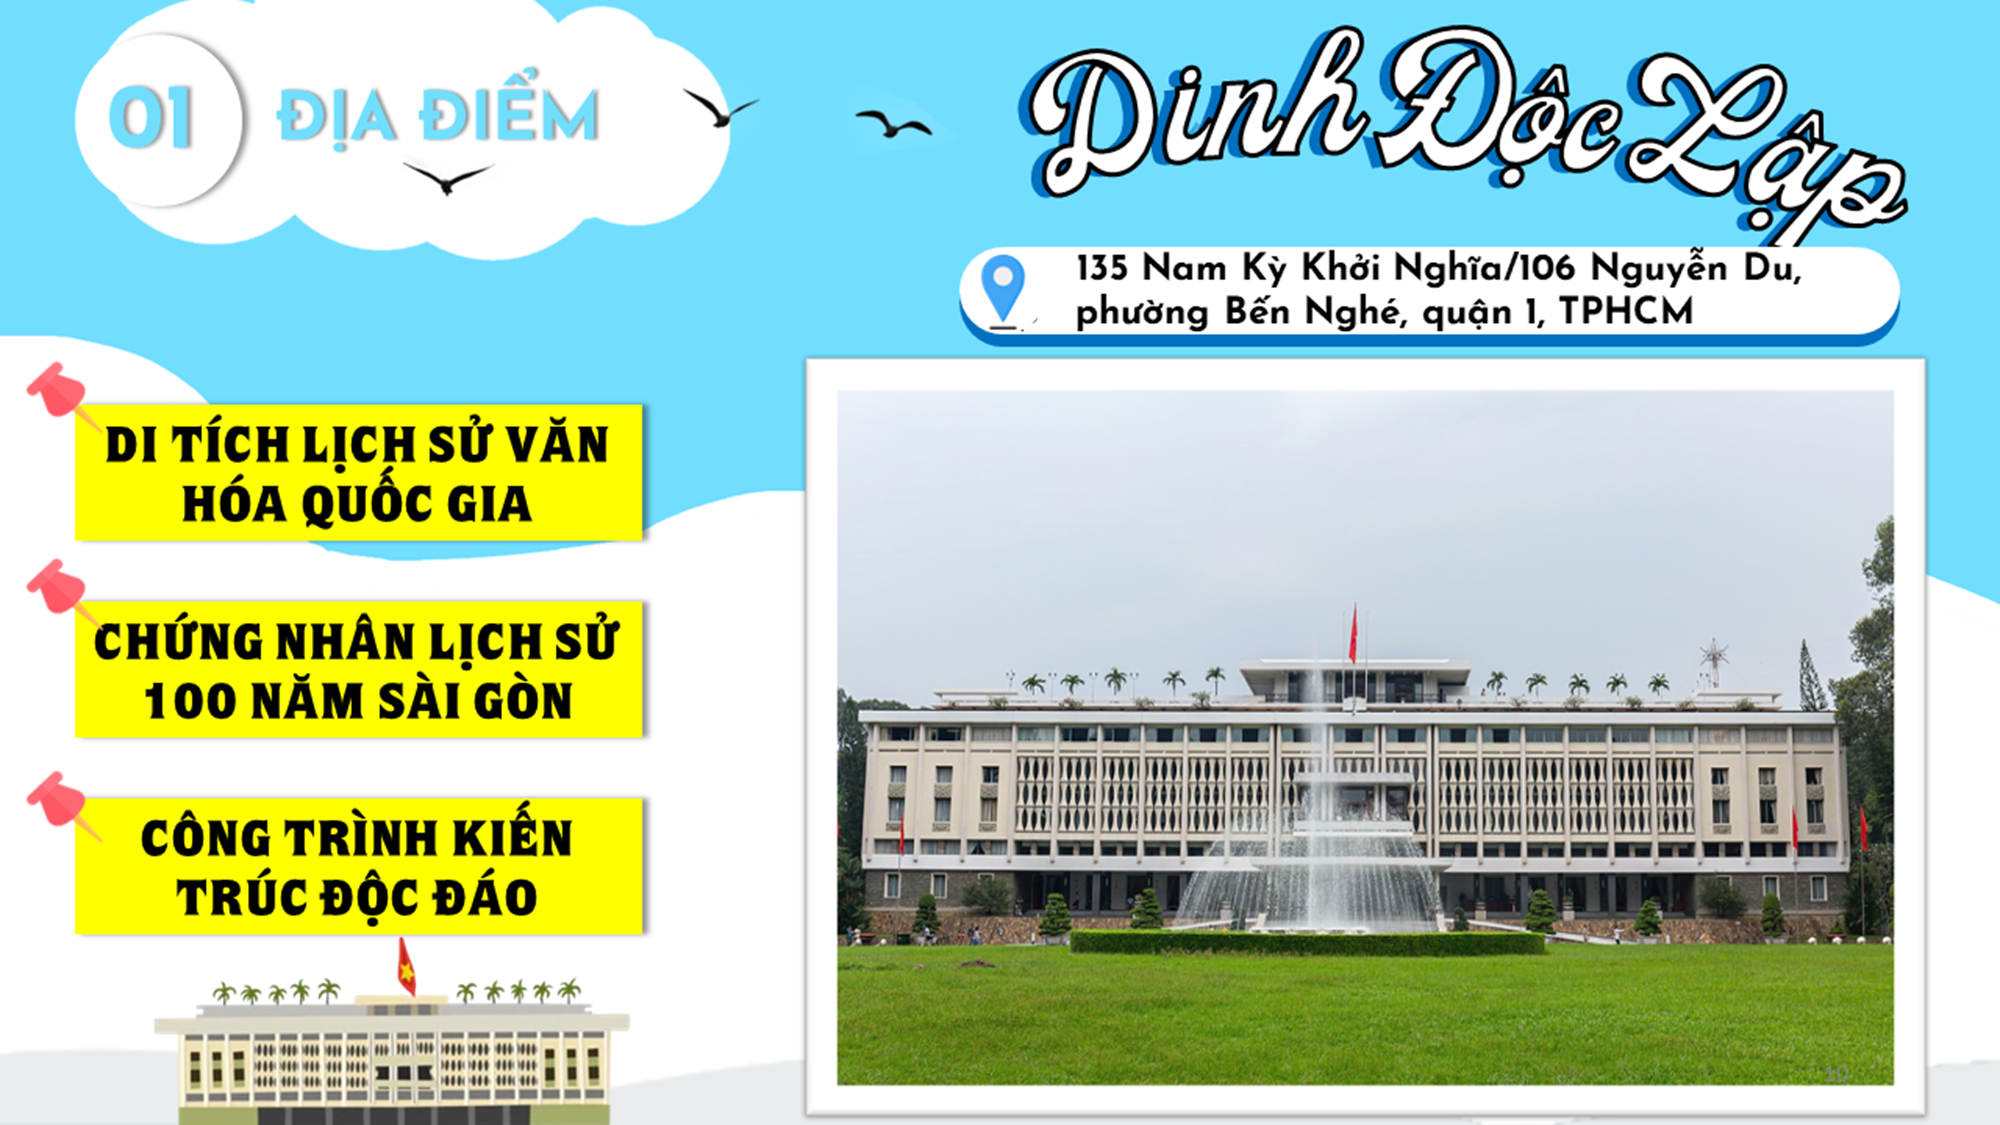 01
ĐỊA ĐIỂM
Dinh Độc Lập
135 Nam Kỳ Khởi Nghĩa/106 Nguyễn Du,
phường Bến Nghé, quận 1, TPHCM
DI TÍCH LỊCH SỬ VĂN
HÓA QUỐC GIA
CHỨNG NHÂN LỊCH SỬ
100 NĂM SÀI GÒN
CÔNG TRÌNH KIẾN
TRÚC ĐỘC ĐÁO
10